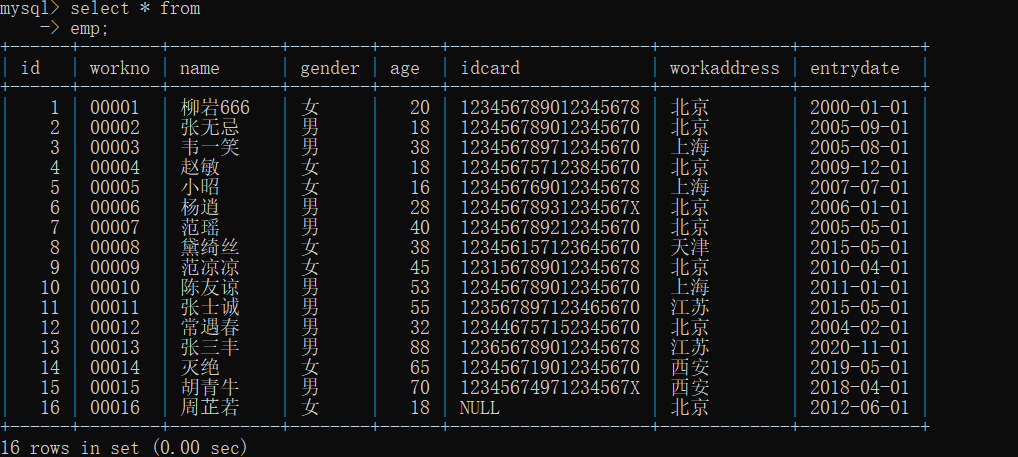 mysql> select * from
    -> emp;
+------+--------+------------+--------+------+--------------------+-------------+------------+
| id   | workno | name       | gender | age  | idcard             | workaddress | entrydate  |
+------+--------+------------+--------+------+--------------------+-------------+------------+
|    1 | 00001  | 柳岩666    | 女     |   20 | 123456789012345678 | 北京        | 2000-01-01 |
|    2 | 00002  | 张无忌     | 男     |   18 | 123456789012345670 | 北京        | 2005-09-01 |
|    3 | 00003  | 韦一笑     | 男     |   38 | 123456789712345670 | 上海        | 2005-08-01 |
|    4 | 00004  | 赵敏       | 女     |   18 | 123456757123845670 | 北京        | 2009-12-01 |
|    5 | 00005  | 小昭       | 女     |   16 | 123456769012345678 | 上海        | 2007-07-01 |
|    6 | 00006  | 杨逍       | 男     |   28 | 12345678931234567X | 北京        | 2006-01-01 |
|    7 | 00007  | 范瑶       | 男     |   40 | 123456789212345670 | 北京        | 2005-05-01 |
|    8 | 00008  | 黛绮丝     | 女     |   38 | 123456157123645670 | 天津        | 2015-05-01 |
|    9 | 00009  | 范凉凉     | 女     |   45 | 123156789012345678 | 北京        | 2010-04-01 |
|   10 | 00010  | 陈友谅     | 男     |   53 | 123456789012345670 | 上海        | 2011-01-01 |
|   11 | 00011  | 张士诚     | 男     |   55 | 123567897123465670 | 江苏        | 2015-05-01 |
|   12 | 00012  | 常遇春     | 男     |   32 | 123446757152345670 | 北京        | 2004-02-01 |
|   13 | 00013  | 张三丰     | 男     |   88 | 123656789012345678 | 江苏        | 2020-11-01 |
|   14 | 00014  | 灭绝       | 女     |   65 | 123456719012345670 | 西安        | 2019-05-01 |
|   15 | 00015  | 胡青牛     | 男     |   70 | 12345674971234567X | 西安        | 2018-04-01 |
|   16 | 00016  | 周芷若     | 女     |   18 | NULL               | 北京        | 2012-06-01 |
+------+--------+------------+--------+------+--------------------+-------------+------------+
16 rows in set (0.00 sec)